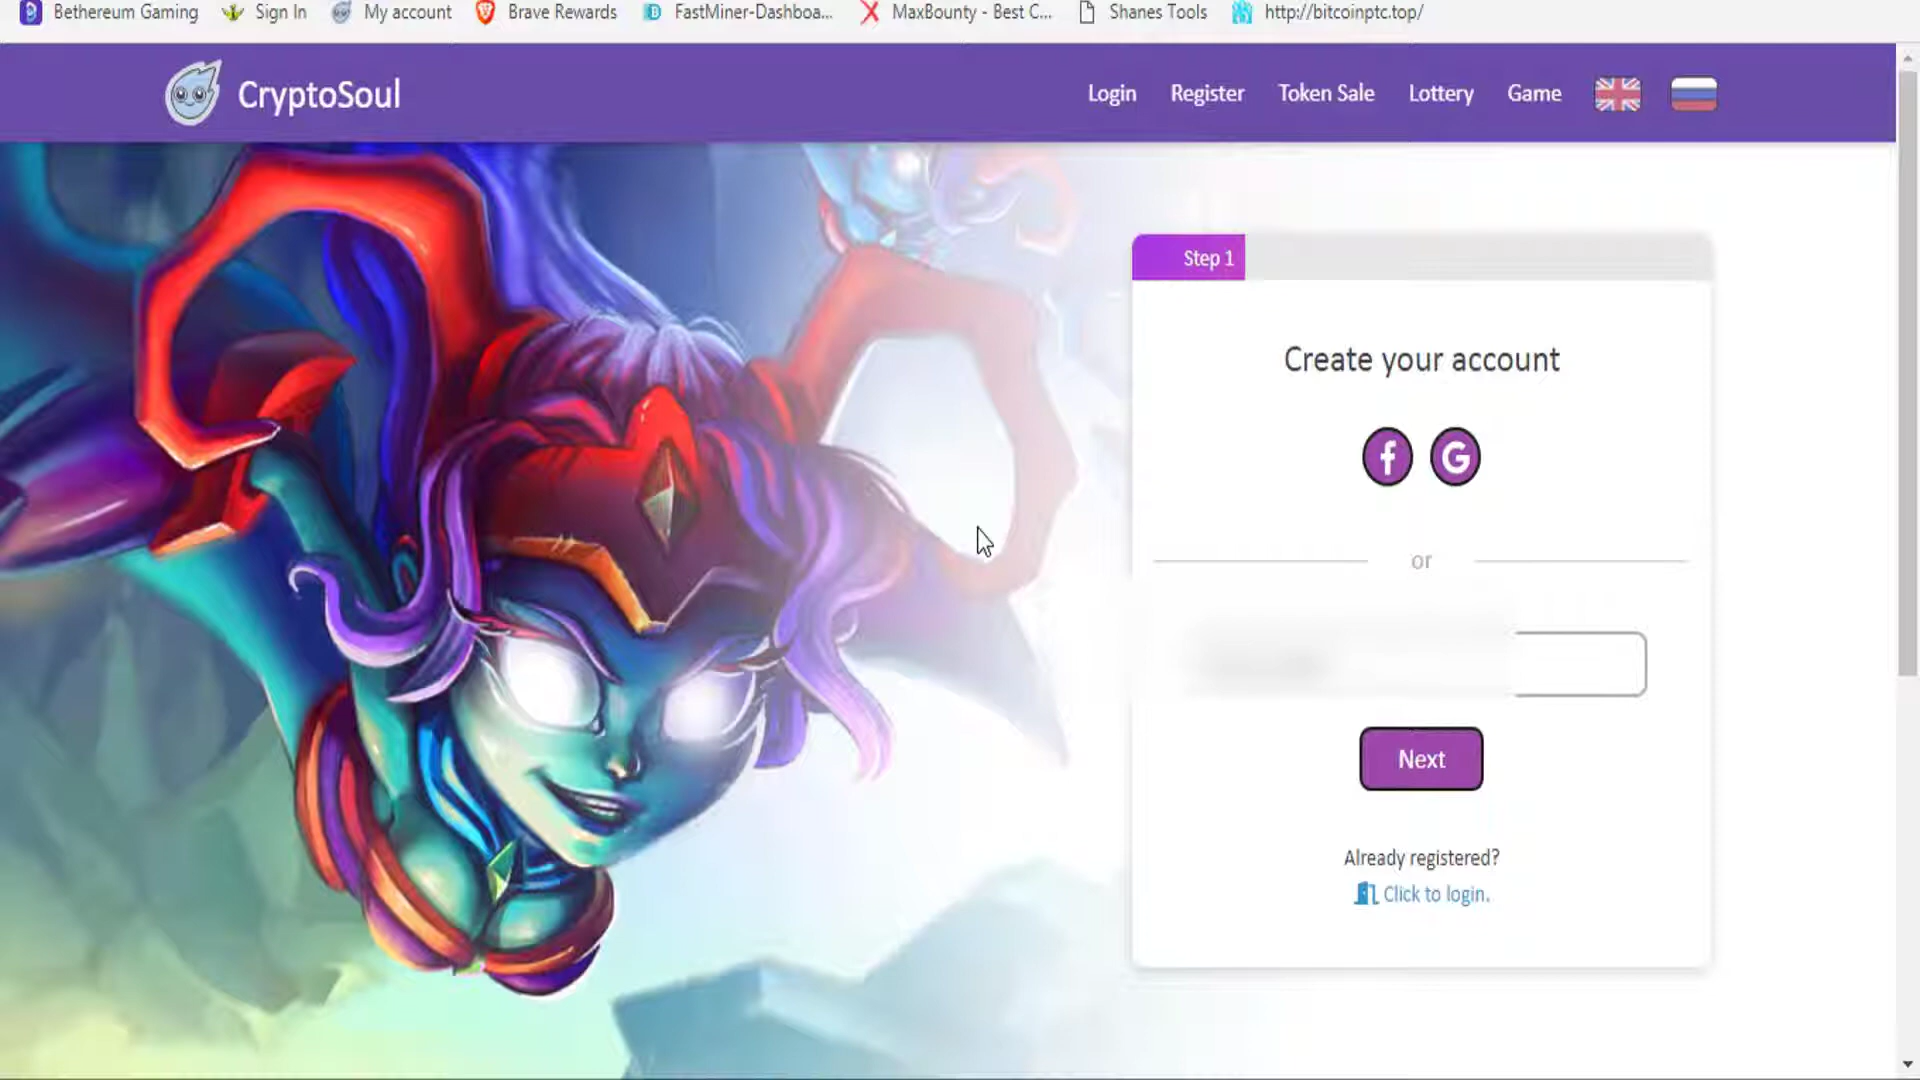 Bethereum Gaming Sign In My account Brave Rewards FastMiner-Dashboa... MaxBounty - Best C... Shanes Tools http://bitcoinptc.top/
CryptoSoul Login Register Token Sale Lottery Game
Step 1
Create your account
f G
or
Next
Already registered?
Click to login.